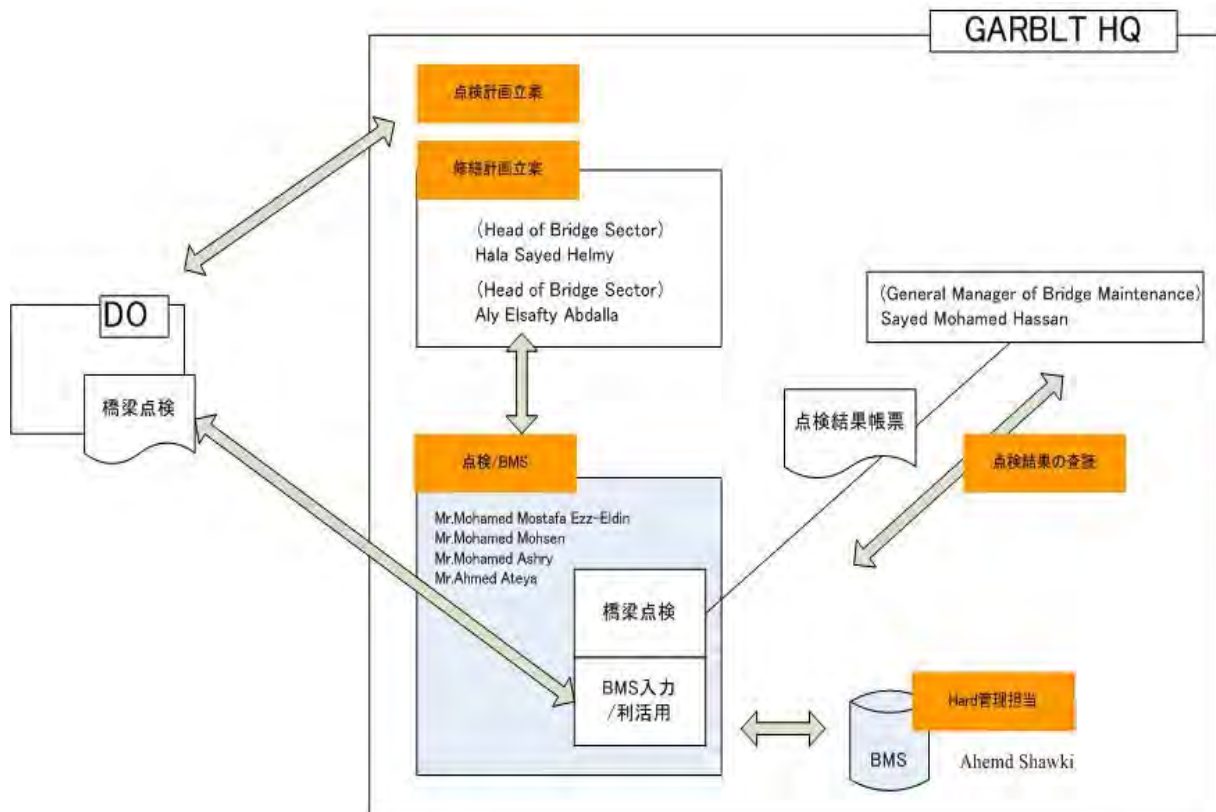 GARBLT HQ
点検計画立案
修繕計画立案
(Head of Bridge Sector)
Hala Sayed Helmy
(Head of Bridge Sector)
Aly Elsafty Abdalla
DO
橋梁点検
(General Manager of Bridge Maintenance)
Sayed Mohamed Hassan
点検結果帳票
点検結果の査読
点検/BMS
Mr.Mohamed Mostafa Ezz-Eldin
Mr.Mohamed Mohsen
Mr.Mohamed Ashry
Mr.Ahmed Ateya
橋梁点検
BMS入力
/利活用
Hard管理担当
BMS
Ahemd Shawki